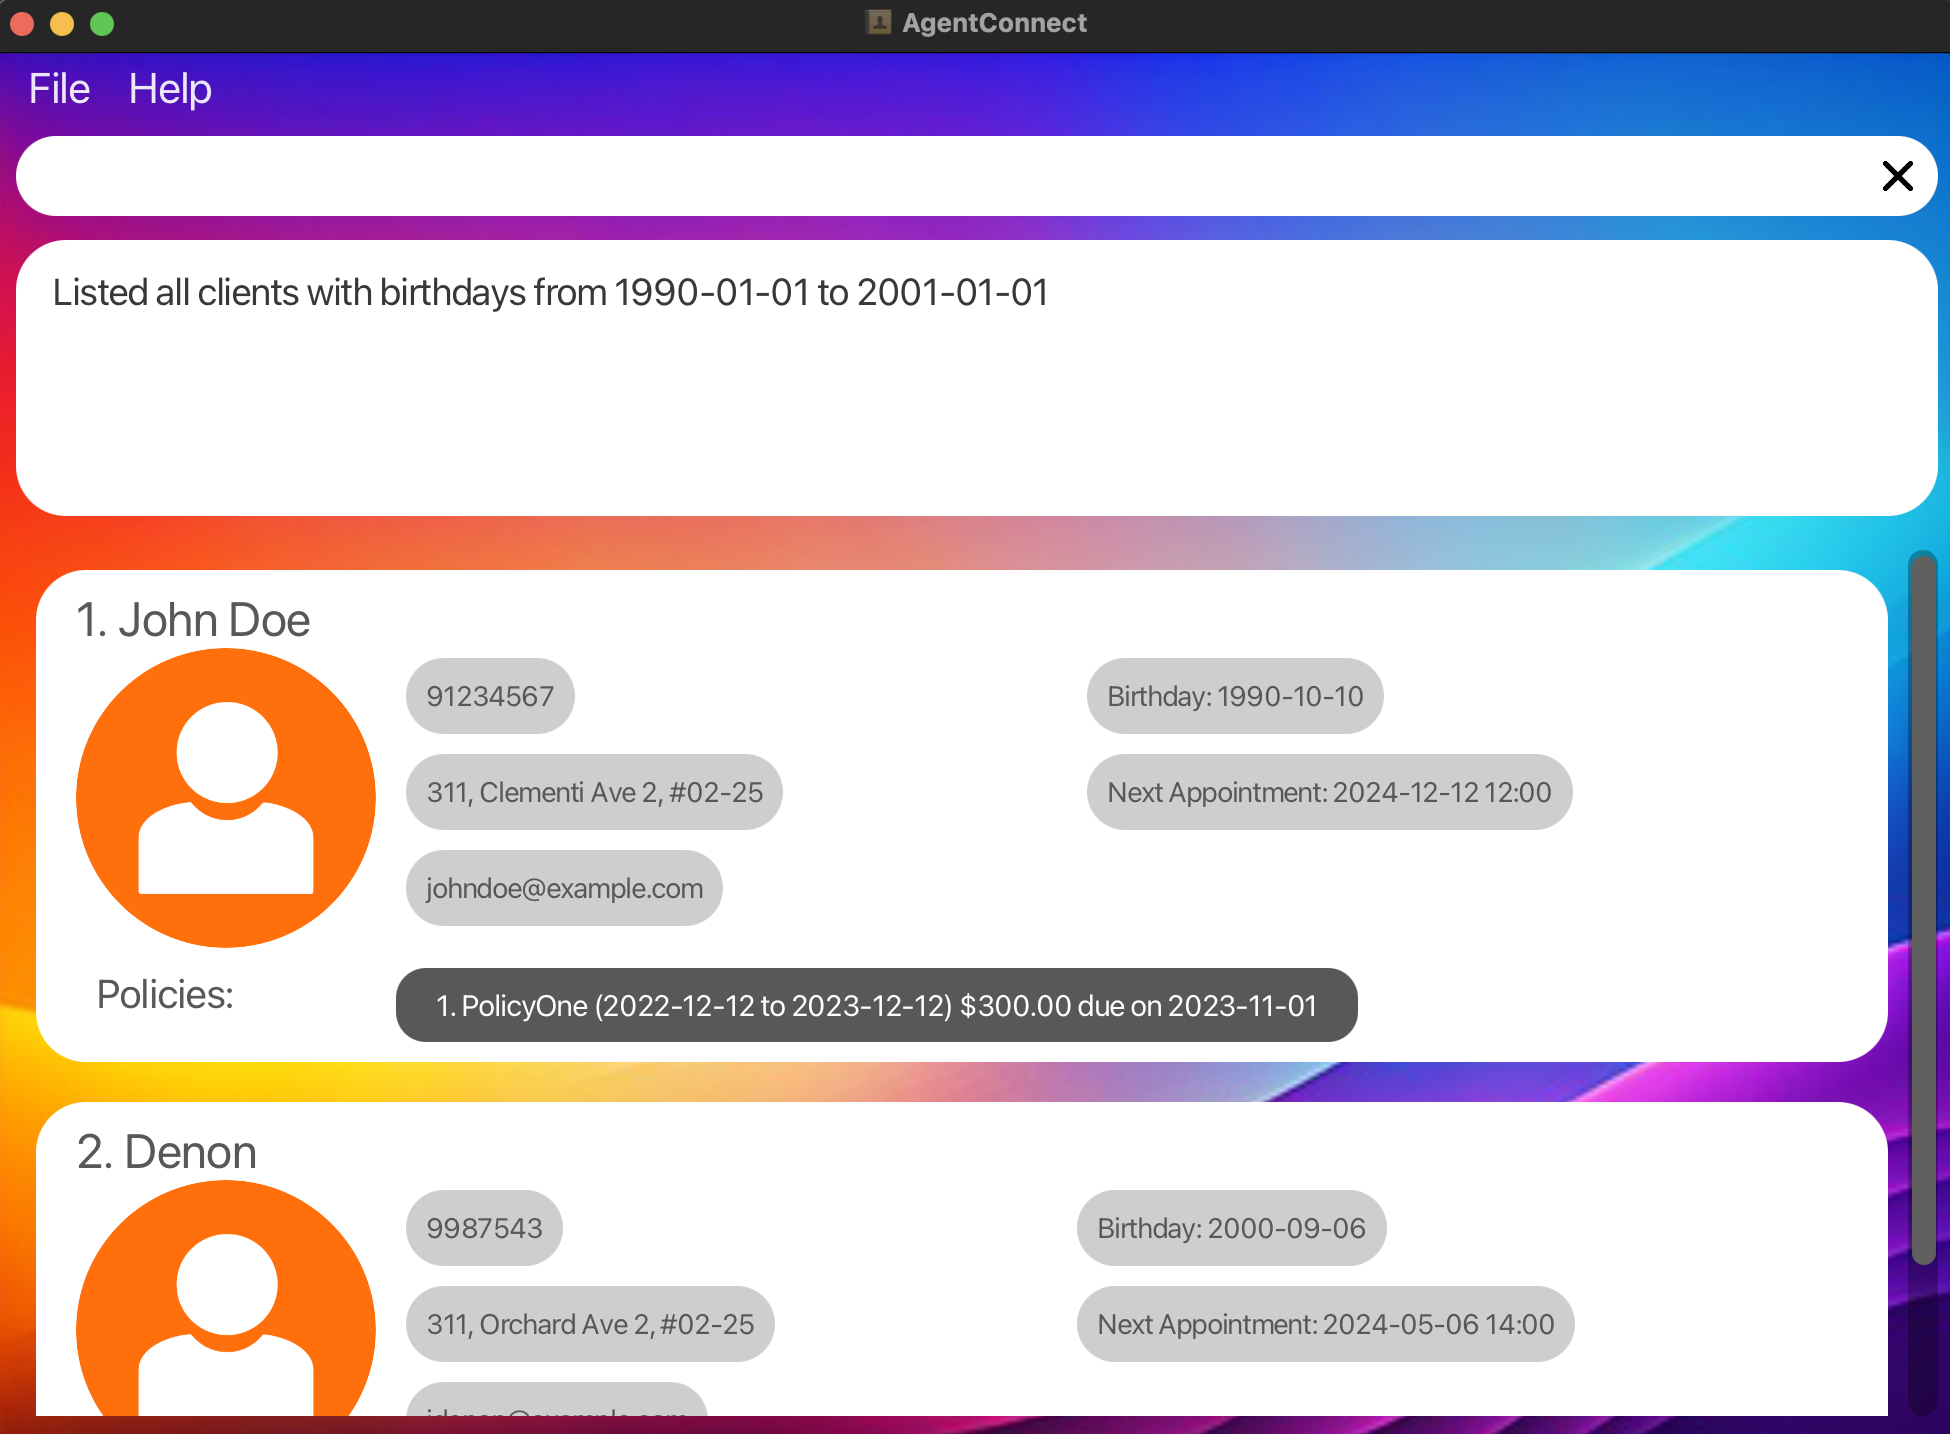 AgentConnect
File Help
Listed all clients with birthdays from 1990-01-01 to 2001-01-01
1. John Doe
91234567
Birthday: 1990-10-10
311, Clementi Ave 2, #02-25
Next Appointment: 2024-12-12 12:00
johndoe@example.com
Policies:
1. PolicyOne (2022-12-12 to 2023-12-12) $300.00 due on 2023-11-01
2. Denon
9987543
Birthday: 2000-09-06
311, Orchard Ave 2, #02-25
Next Appointment: 2024-05-06 14:00